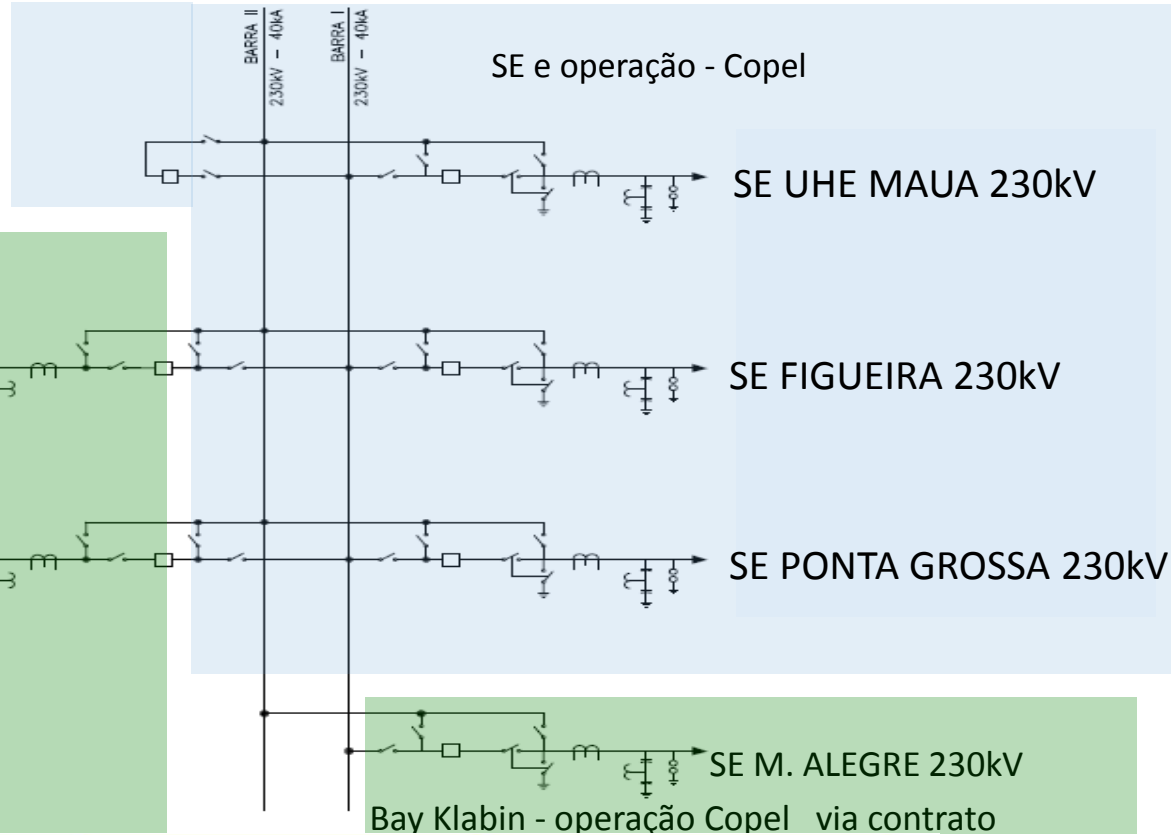 BARRA II
230kV - 40kA
BARRA I
230kV - 40kA
SE e operação - Copel
SE UHE MAUA 230kV
SE FIGUEIRA 230kV
SE PONTA GROSSA 230kV
SE M. ALEGRE 230kV
Bay Klabin - operação Copel via contrato